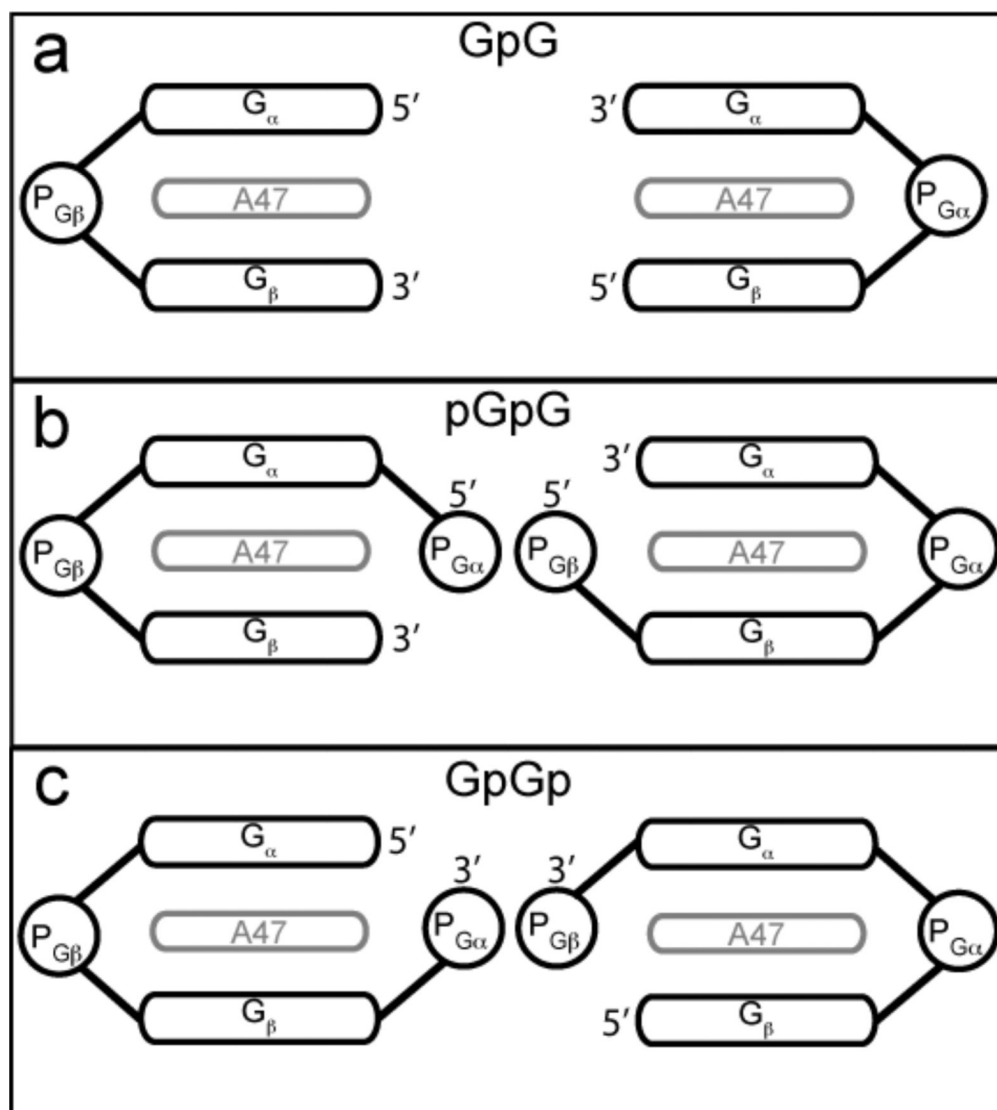 a
GpG
Gα 5′ 3′ Gα
PGβ A47 A47 PGα
Gβ 3′ 5′ Gβ
b
pGpG
Gα 3′ Gα
5′ 5′
PGβ A47 PGα PGβ A47 PGα
Gβ 3′ Gβ
c
GpGp
Gα 5′ Gα
3′ 3′
PGβ A47 PGα PGβ A47 PGα
Gβ 5′ Gβ